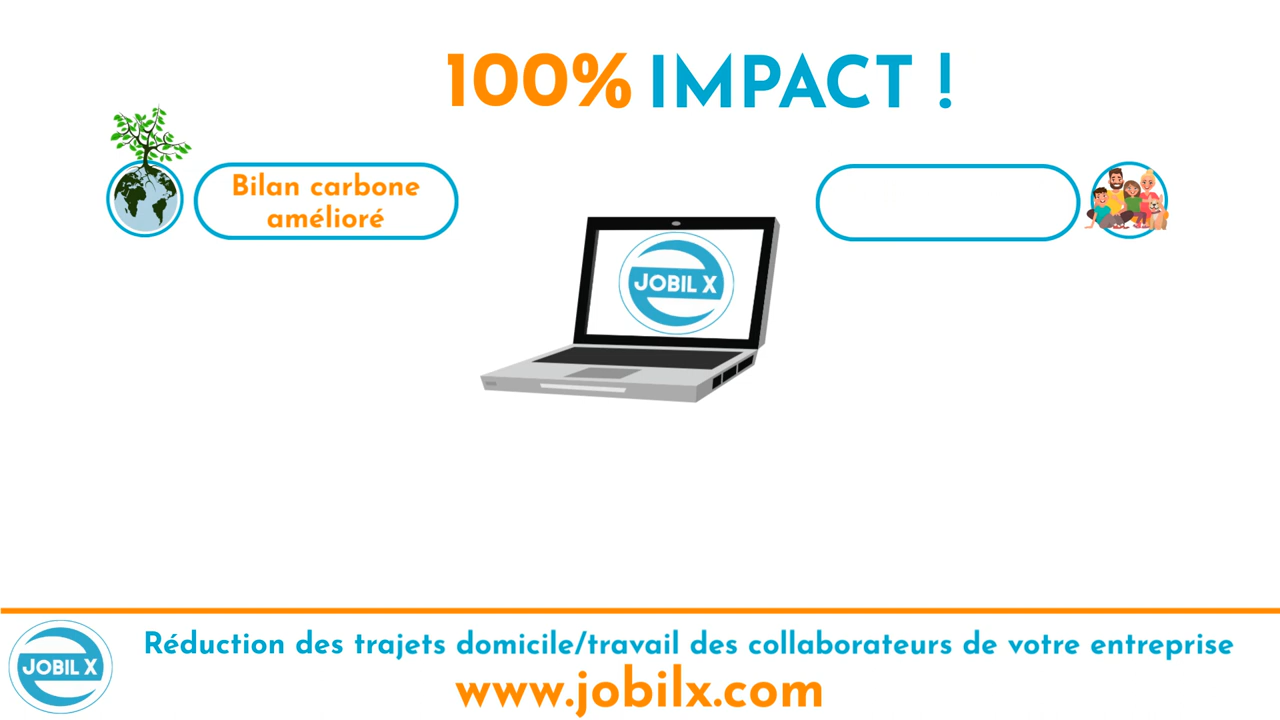 100% IMPACT !
Bilan carbone
amélioré
JOBIL X
JOBIL X
Réduction des trajets domicile/travail des collaborateurs de votre entreprise
www.jobilx.com